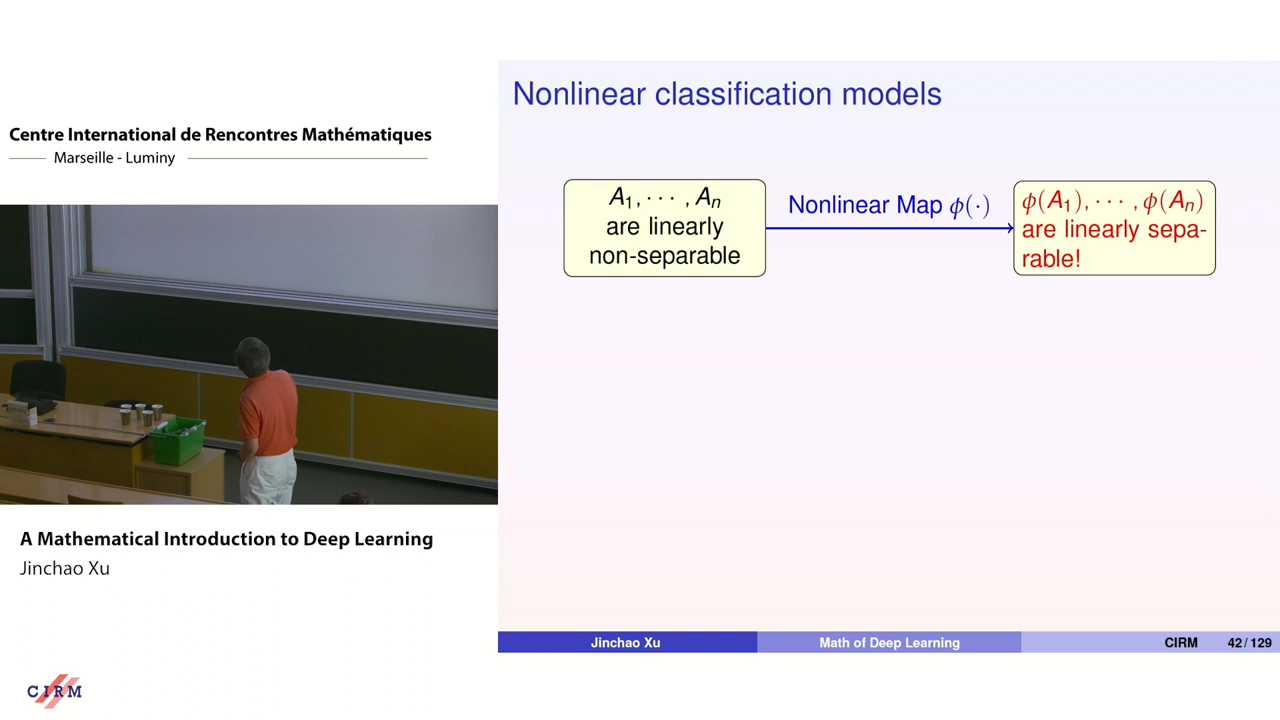 Centre International de Rencontres Mathématiques
Marseille - Luminy
A Mathematical Introduction to Deep Learning
Jinchao Xu
CIRM
Nonlinear classification models
A₁, ⋯ , Aₙ
are linearly
non-separable
Nonlinear Map ϕ(·)
ϕ(A₁), ⋯ , ϕ(Aₙ)
are linearly sepa-
rable!
Jinchao Xu
Math of Deep Learning
CIRM
42 / 129